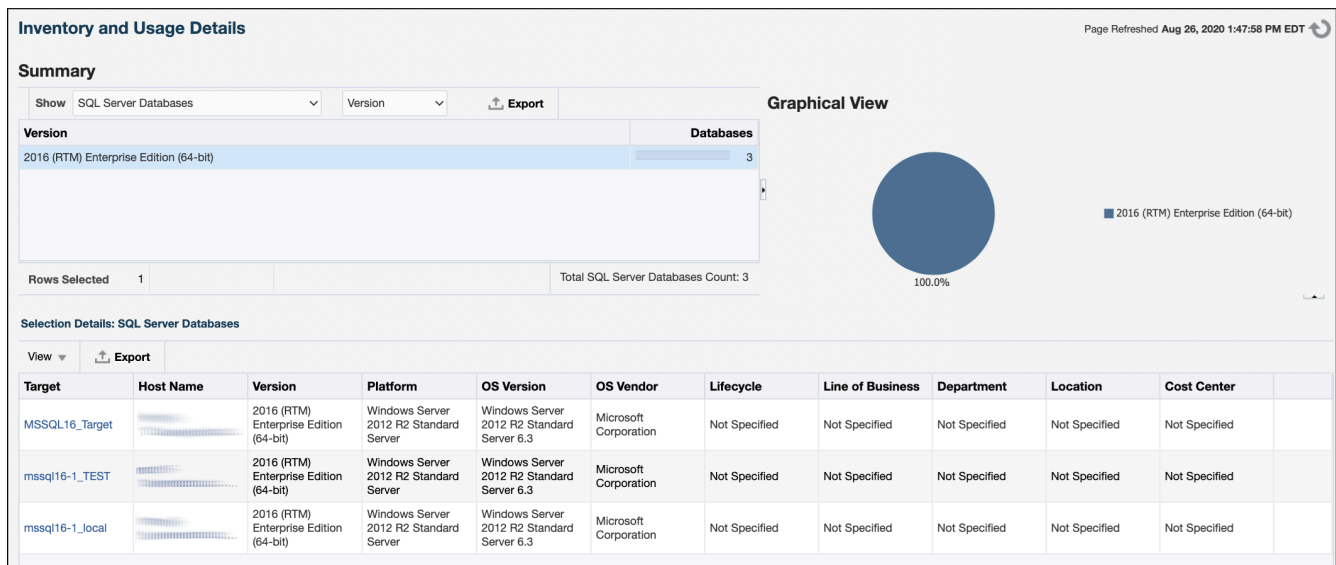 Inventory and Usage Details
Page Refreshed Aug 26, 2020 1:47:58 PM EDT
Summary
Show SQL Server Databases Version Export
Version Databases
2016 (RTM) Enterprise Edition (64-bit) 3
Rows Selected 1 Total SQL Server Databases Count: 3
Graphical View
2016 (RTM) Enterprise Edition (64-bit)
100.0%
Selection Details: SQL Server Databases
View Export
Target Host Name Version Platform OS Version OS Vendor Lifecycle Line of Business Department Location Cost Center
MSSQL16_Target
2016 (RTM)
Enterprise Edition
(64-bit)
Windows Server
2012 R2 Standard
Server
Windows Server
2012 R2 Standard
Server 6.3
Microsoft
Corporation
Not Specified Not Specified Not Specified Not Specified Not Specified
mssql16-1_TEST
2016 (RTM)
Enterprise Edition
(64-bit)
Windows Server
2012 R2 Standard
Server
Windows Server
2012 R2 Standard
Server 6.3
Microsoft
Corporation
Not Specified Not Specified Not Specified Not Specified Not Specified
mssql16-1_local
2016 (RTM)
Enterprise Edition
(64-bit)
Windows Server
2012 R2 Standard
Server
Windows Server
2012 R2 Standard
Server 6.3
Microsoft
Corporation
Not Specified Not Specified Not Specified Not Specified Not Specified